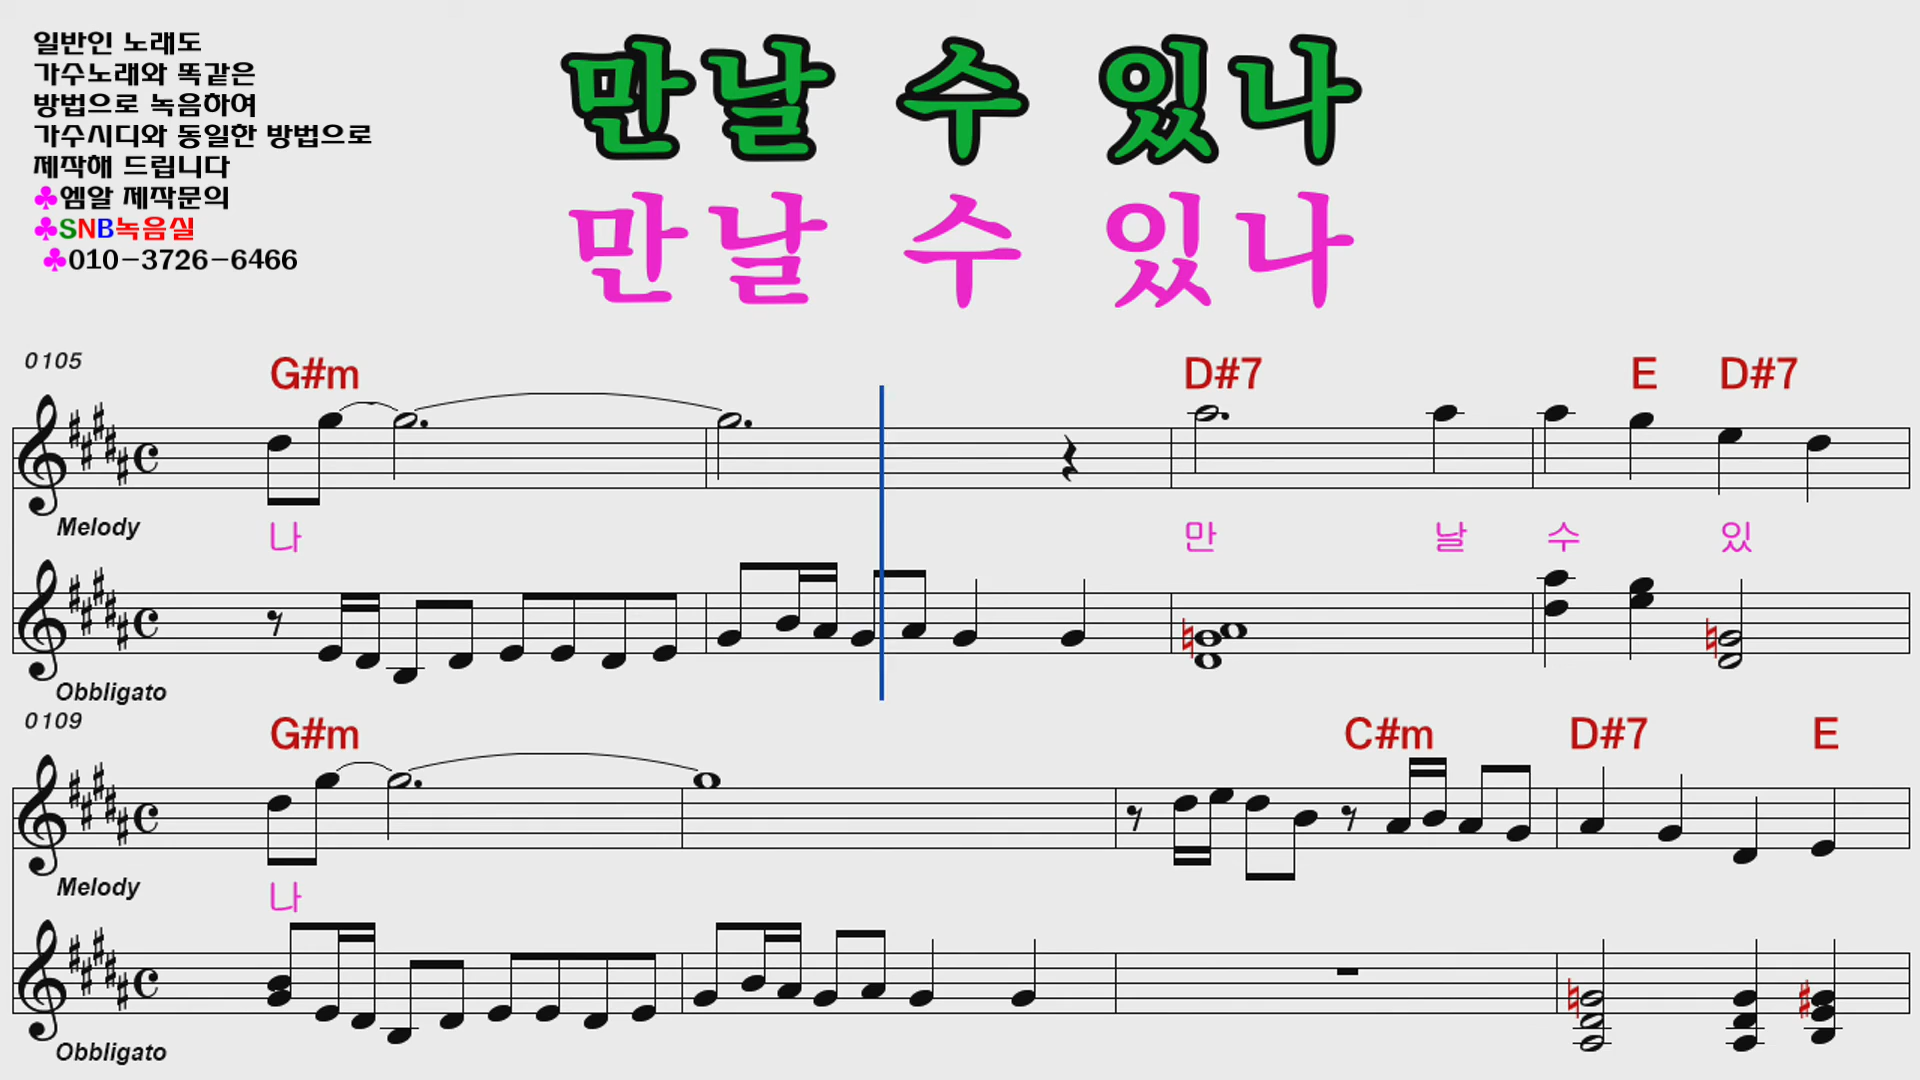 일반인 노래도
가수노래와 똑같은
방법으로 녹음하여
가수시디와 동일한 방법으로
제작해 드립니다
♣엠알 제작문의
♣SNB녹음실
♣010-3726-6466
만날 수 있나
만날 수 있나
0105
G#m D#7 E D#7
Melody
나 만 날 수 있
Obbligato
0109
G#m C#m D#7 E
Melody
나
Obbligato